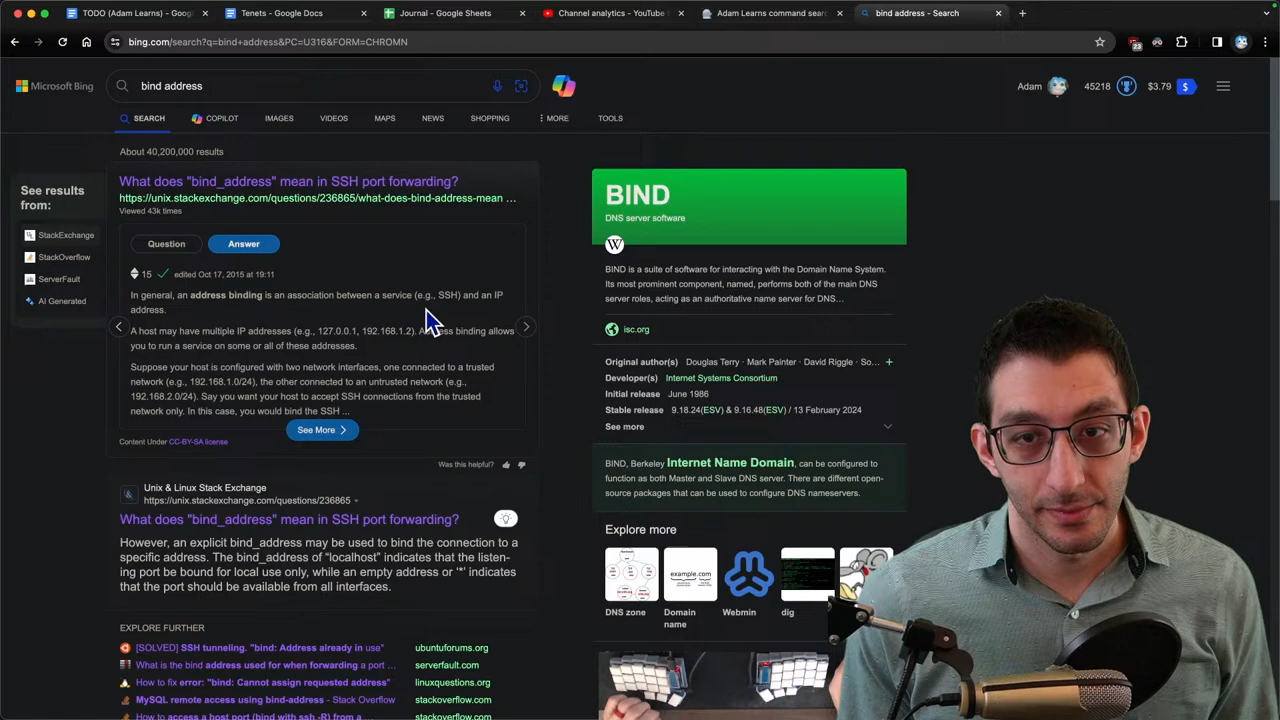 TODO (Adam Learns) - Goog
Tenets - Google Docs
Journal - Google Sheets
Channel analytics - YouTube
Adam Learns command sear
bind address - Search
bing.com/search?q=bind+address&PC=U316&FORM=CHROMN
23
Microsoft Bing
bind address
Adam
45218
$3.79
$
SEARCH
COPILOT
IMAGES
VIDEOS
MAPS
NEWS
SHOPPING
MORE
TOOLS
About 40,200,000 results
See results
from:
StackExchange
StackOverflow
ServerFault
AI Generated
What does "bind_address" mean in SSH port forwarding?
https://unix.stackexchange.com/questions/236865/what-does-bind-address-mean ...
Viewed 43k times
Question
Answer
15
edited Oct 17, 2015 at 19:11
In general, an address binding is an association between a service (e.g., SSH) and an IP
address.
A host may have multiple IP addresses (e.g., 127.0.0.1, 192.168.1.2). binding allows
you to run a service on some or all of these addresses.
Suppose your host is configured with two network interfaces, one connected to a trusted
network (e.g., 192.168.1.0/24), the other connected to an untrusted network (e.g.,
192.168.2.0/24). Say you want your host to accept SSH connections from the trusted
network only. In this case, you would bind the SSH ...
See More
Content Under CC-BY-SA license
Was this helpful?
Unix & Linux Stack Exchange
https://unix.stackexchange.com/questions/236865
What does "bind_address" mean in SSH port forwarding?
However, an explicit bind_address may be used to bind the connection to a
specific address. The bind_address of "localhost" indicates that the listen-
ing port be bound for local use only, while an empty address or '*' indicates
that the port should be available from all interfaces.
EXPLORE FURTHER
[SOLVED] SSH tunneling. "bind: Address already in use"
ubuntuforums.org
What is the bind address used for when forwarding a port ...
serverfault.com
How to fix error: "bind: Cannot assign requested address"
linuxquestions.org
MySQL remote access using bind-address - Stack Overflow
stackoverflow.com
How to access a host port (bind with ssh -R) from a ...
stackoverflow.com
BIND
DNS server software
W
BIND is a suite of software for interacting with the Domain Name System.
Its most prominent component, named, performs both of the main DNS
server roles, acting as an authoritative name server for DNS...
isc.org
Original author(s) Douglas Terry · Mark Painter · David Riggle · So...
Developer(s) Internet Systems Consortium
Initial release June 1986
Stable release 9.18.24(ESV) & 9.16.48(ESV) / 13 February 2024
See more
BIND, Berkeley Internet Name Domain, can be configured to
function as both Master and Slave DNS server. There are different open-
source packages that can be used to configure DNS nameservers.
Explore more
example.com
DNS zone
Domain
name
Webmin
dig